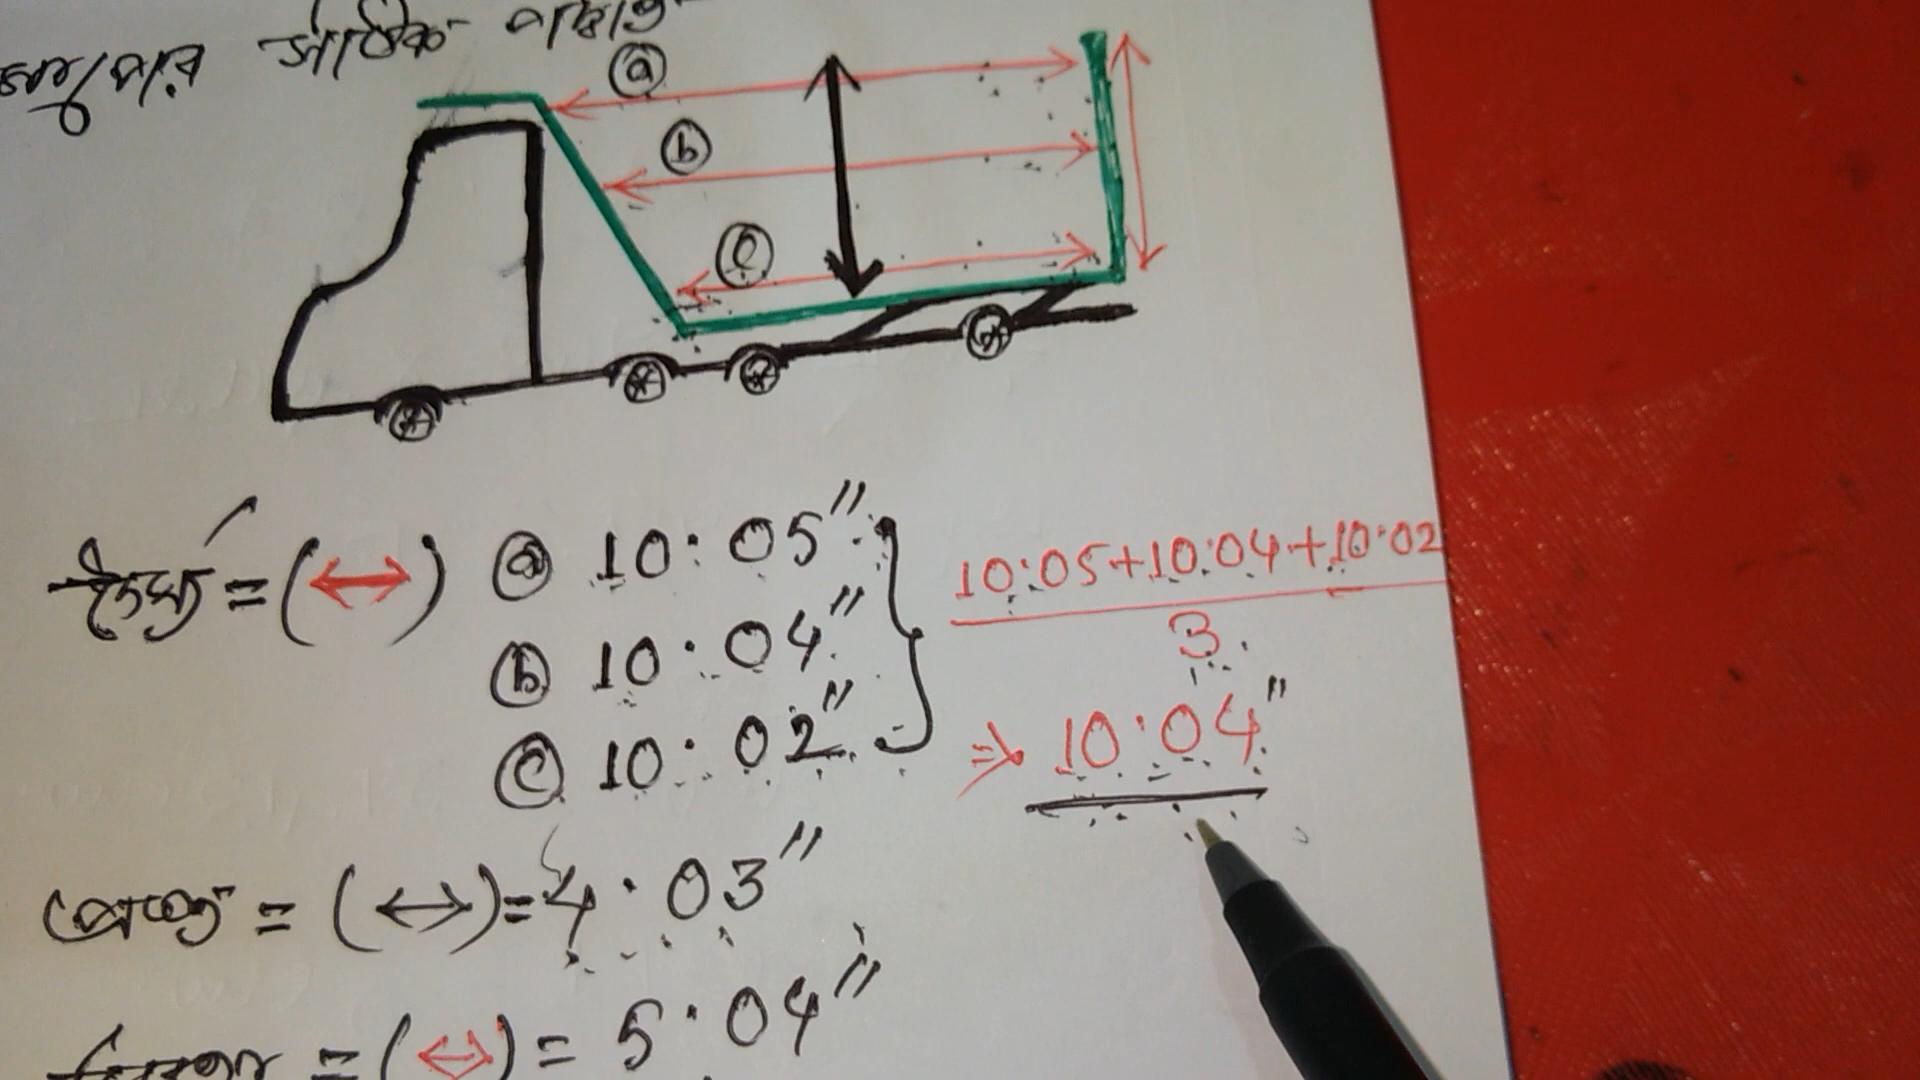 সঠিক
a
b
c
দৈর্ঘ্য = (↔) a 10' 05"
b 10' 04"
c 10' 02"
10'05+10'04+10'02
3
⇒ 10' 04"
প্রস্থ = (↔) = 4' 03"
= (↔) = 5' 04"